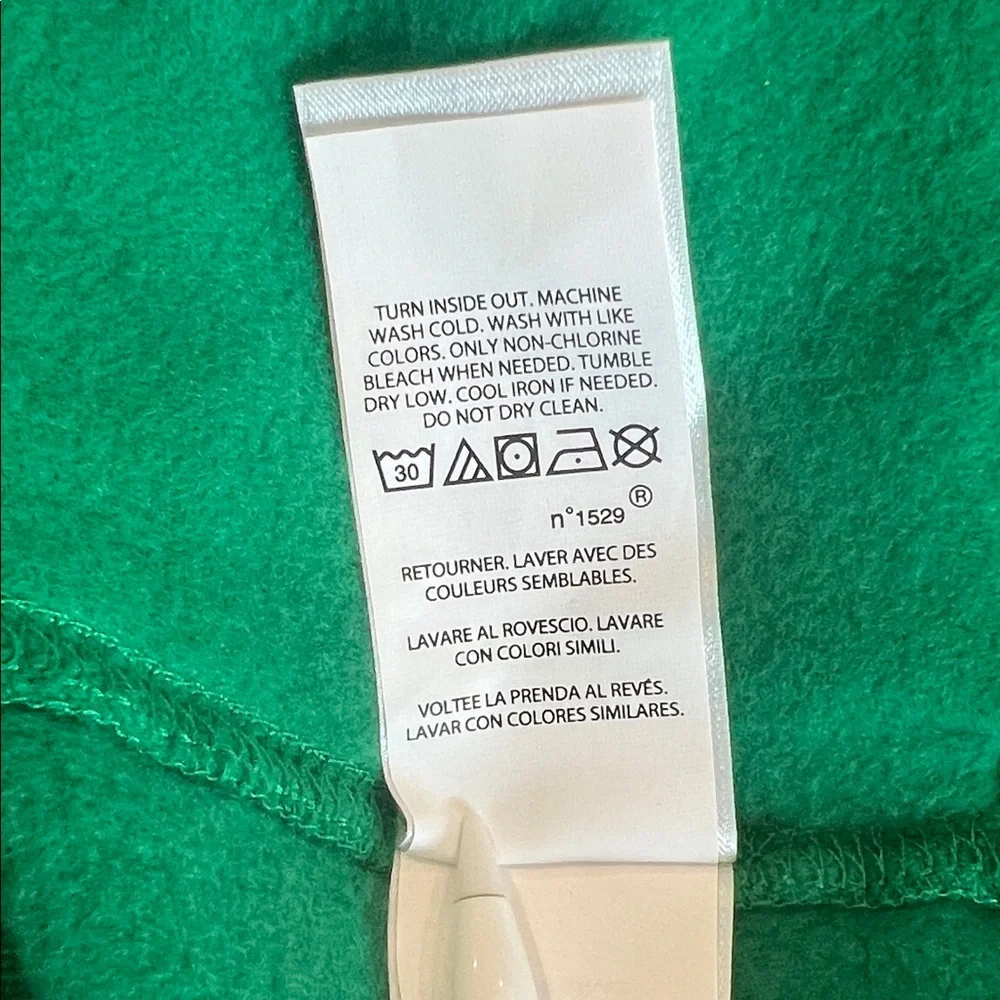 TURN INSIDE OUT. MACHINE
WASH COLD. WASH WITH LIKE
COLORS. ONLY NON-CHLORINE
BLEACH WHEN NEEDED. TUMBLE
DRY LOW. COOL IRON IF NEEDED.
DO NOT DRY CLEAN.
30
®
n°1529
RETOURNER. LAVER AVEC DES
COULEURS SEMBLABLES.
LAVARE AL ROVESCIO. LAVARE
CON COLORI SIMILI.
VOLTEE LA PRENDA AL REVÉS.
LAVAR CON COLORES SIMILARES.